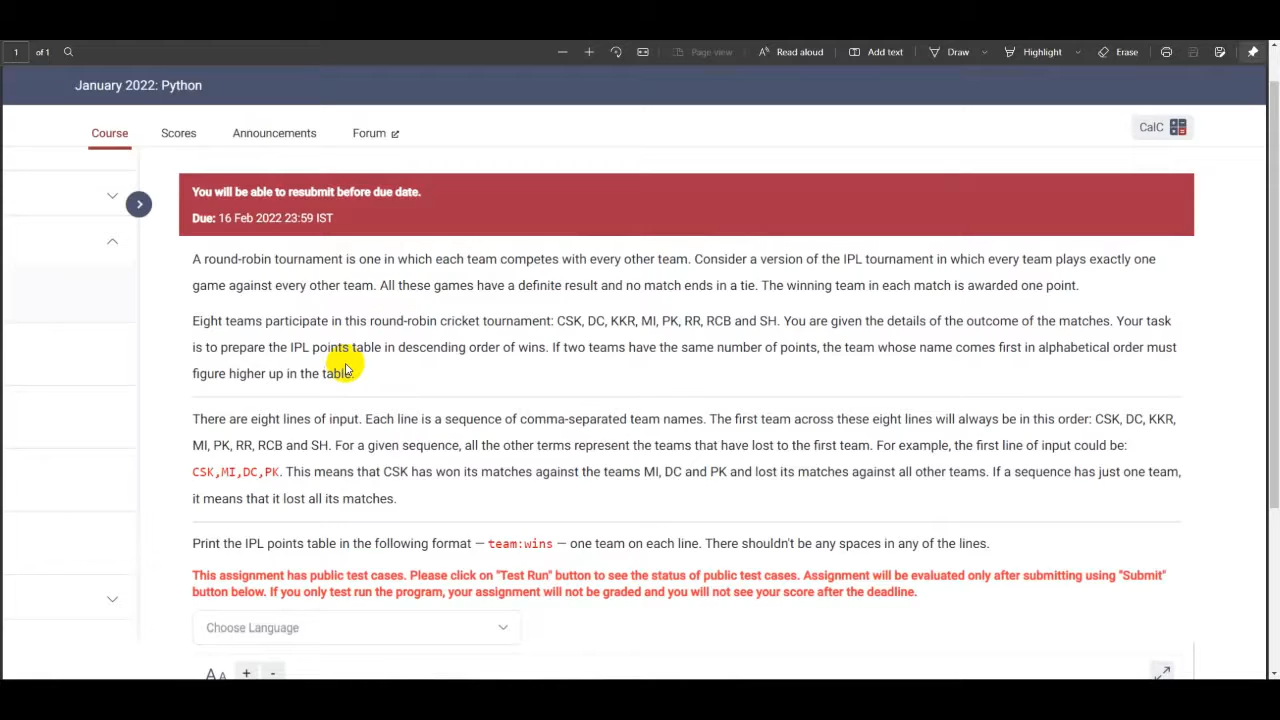 1 of 1 Page view Read aloud Add text Draw Highlight Erase
January 2022: Python
Course Scores Announcements Forum CalC
You will be able to resubmit before due date.
Due: 16 Feb 2022 23:59 IST
A round-robin tournament is one in which each team competes with every other team. Consider a version of the IPL tournament in which every team plays exactly one
game against every other team. All these games have a definite result and no match ends in a tie. The winning team in each match is awarded one point.
Eight teams participate in this round-robin cricket tournament: CSK, DC, KKR, MI, PK, RR, RCB and SH. You are given the details of the outcome of the matches. Your task
is to prepare the IPL points table in descending order of wins. If two teams have the same number of points, the team whose name comes first in alphabetical order must
figure higher up in the table.
There are eight lines of input. Each line is a sequence of comma-separated team names. The first team across these eight lines will always be in this order: CSK, DC, KKR,
MI, PK, RR, RCB and SH. For a given sequence, all the other terms represent the teams that have lost to the first team. For example, the first line of input could be:
CSK,MI,DC,PK. This means that CSK has won its matches against the teams MI, DC and PK and lost its matches against all other teams. If a sequence has just one team,
it means that it lost all its matches.
Print the IPL points table in the following format — team:wins — one team on each line. There shouldn't be any spaces in any of the lines.
This assignment has public test cases. Please click on "Test Run" button to see the status of public test cases. Assignment will be evaluated only after submitting using "Submit"
button below. If you only test run the program, your assignment will not be graded and you will not see your score after the deadline.
Choose Language
AA + -